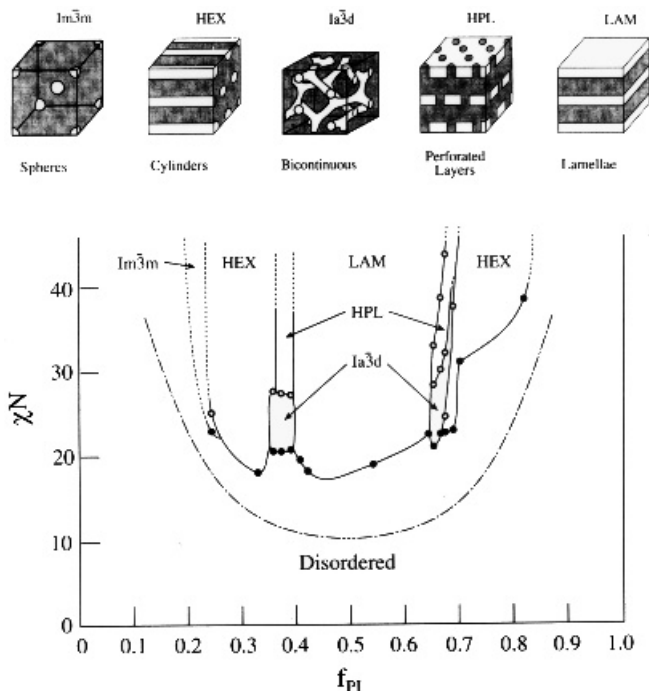 Im3̅m HEX Ia3̅d HPL LAM
Spheres Cylinders Bicontinuous Perforated Layers Lamellae
Im3̅m HEX LAM HEX
40
HPL
30
Ia3̅d
χN
20
10
Disordered
0
0 0.1 0.2 0.3 0.4 0.5 0.6 0.7 0.8 0.9 1.0
f_PI